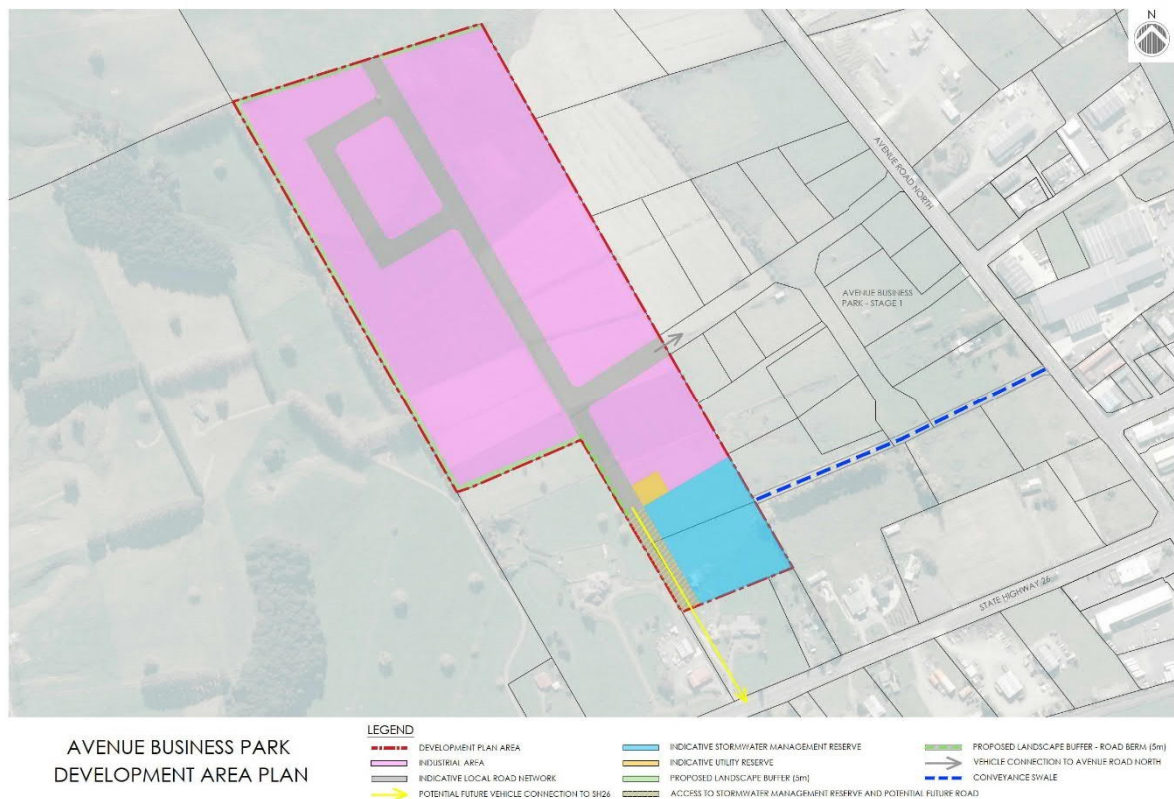 N
AVENUE ROAD NORTH
AVENUE BUSINESS
PARK - STAGE 1
STATE HIGHWAY 26
AVENUE BUSINESS PARK
DEVELOPMENT AREA PLAN
LEGEND
DEVELOPMENT PLAN AREA
INDUSTRIAL AREA
INDICATIVE LOCAL ROAD NETWORK
POTENTIAL FUTURE VEHICLE CONNECTION TO SH26
INDICATIVE STORMWATER MANAGEMENT RESERVE
INDICATIVE UTILITY RESERVE
PROPOSED LANDSCAPE BUFFER (5m)
ACCESS TO STORMWATER MANAGEMENT RESERVE AND POTENTIAL FUTURE ROAD
PROPOSED LANDSCAPE BUFFER - ROAD BERM (5m)
VEHICLE CONNECTION TO AVENUE ROAD NORTH
CONVEYANCE SWALE